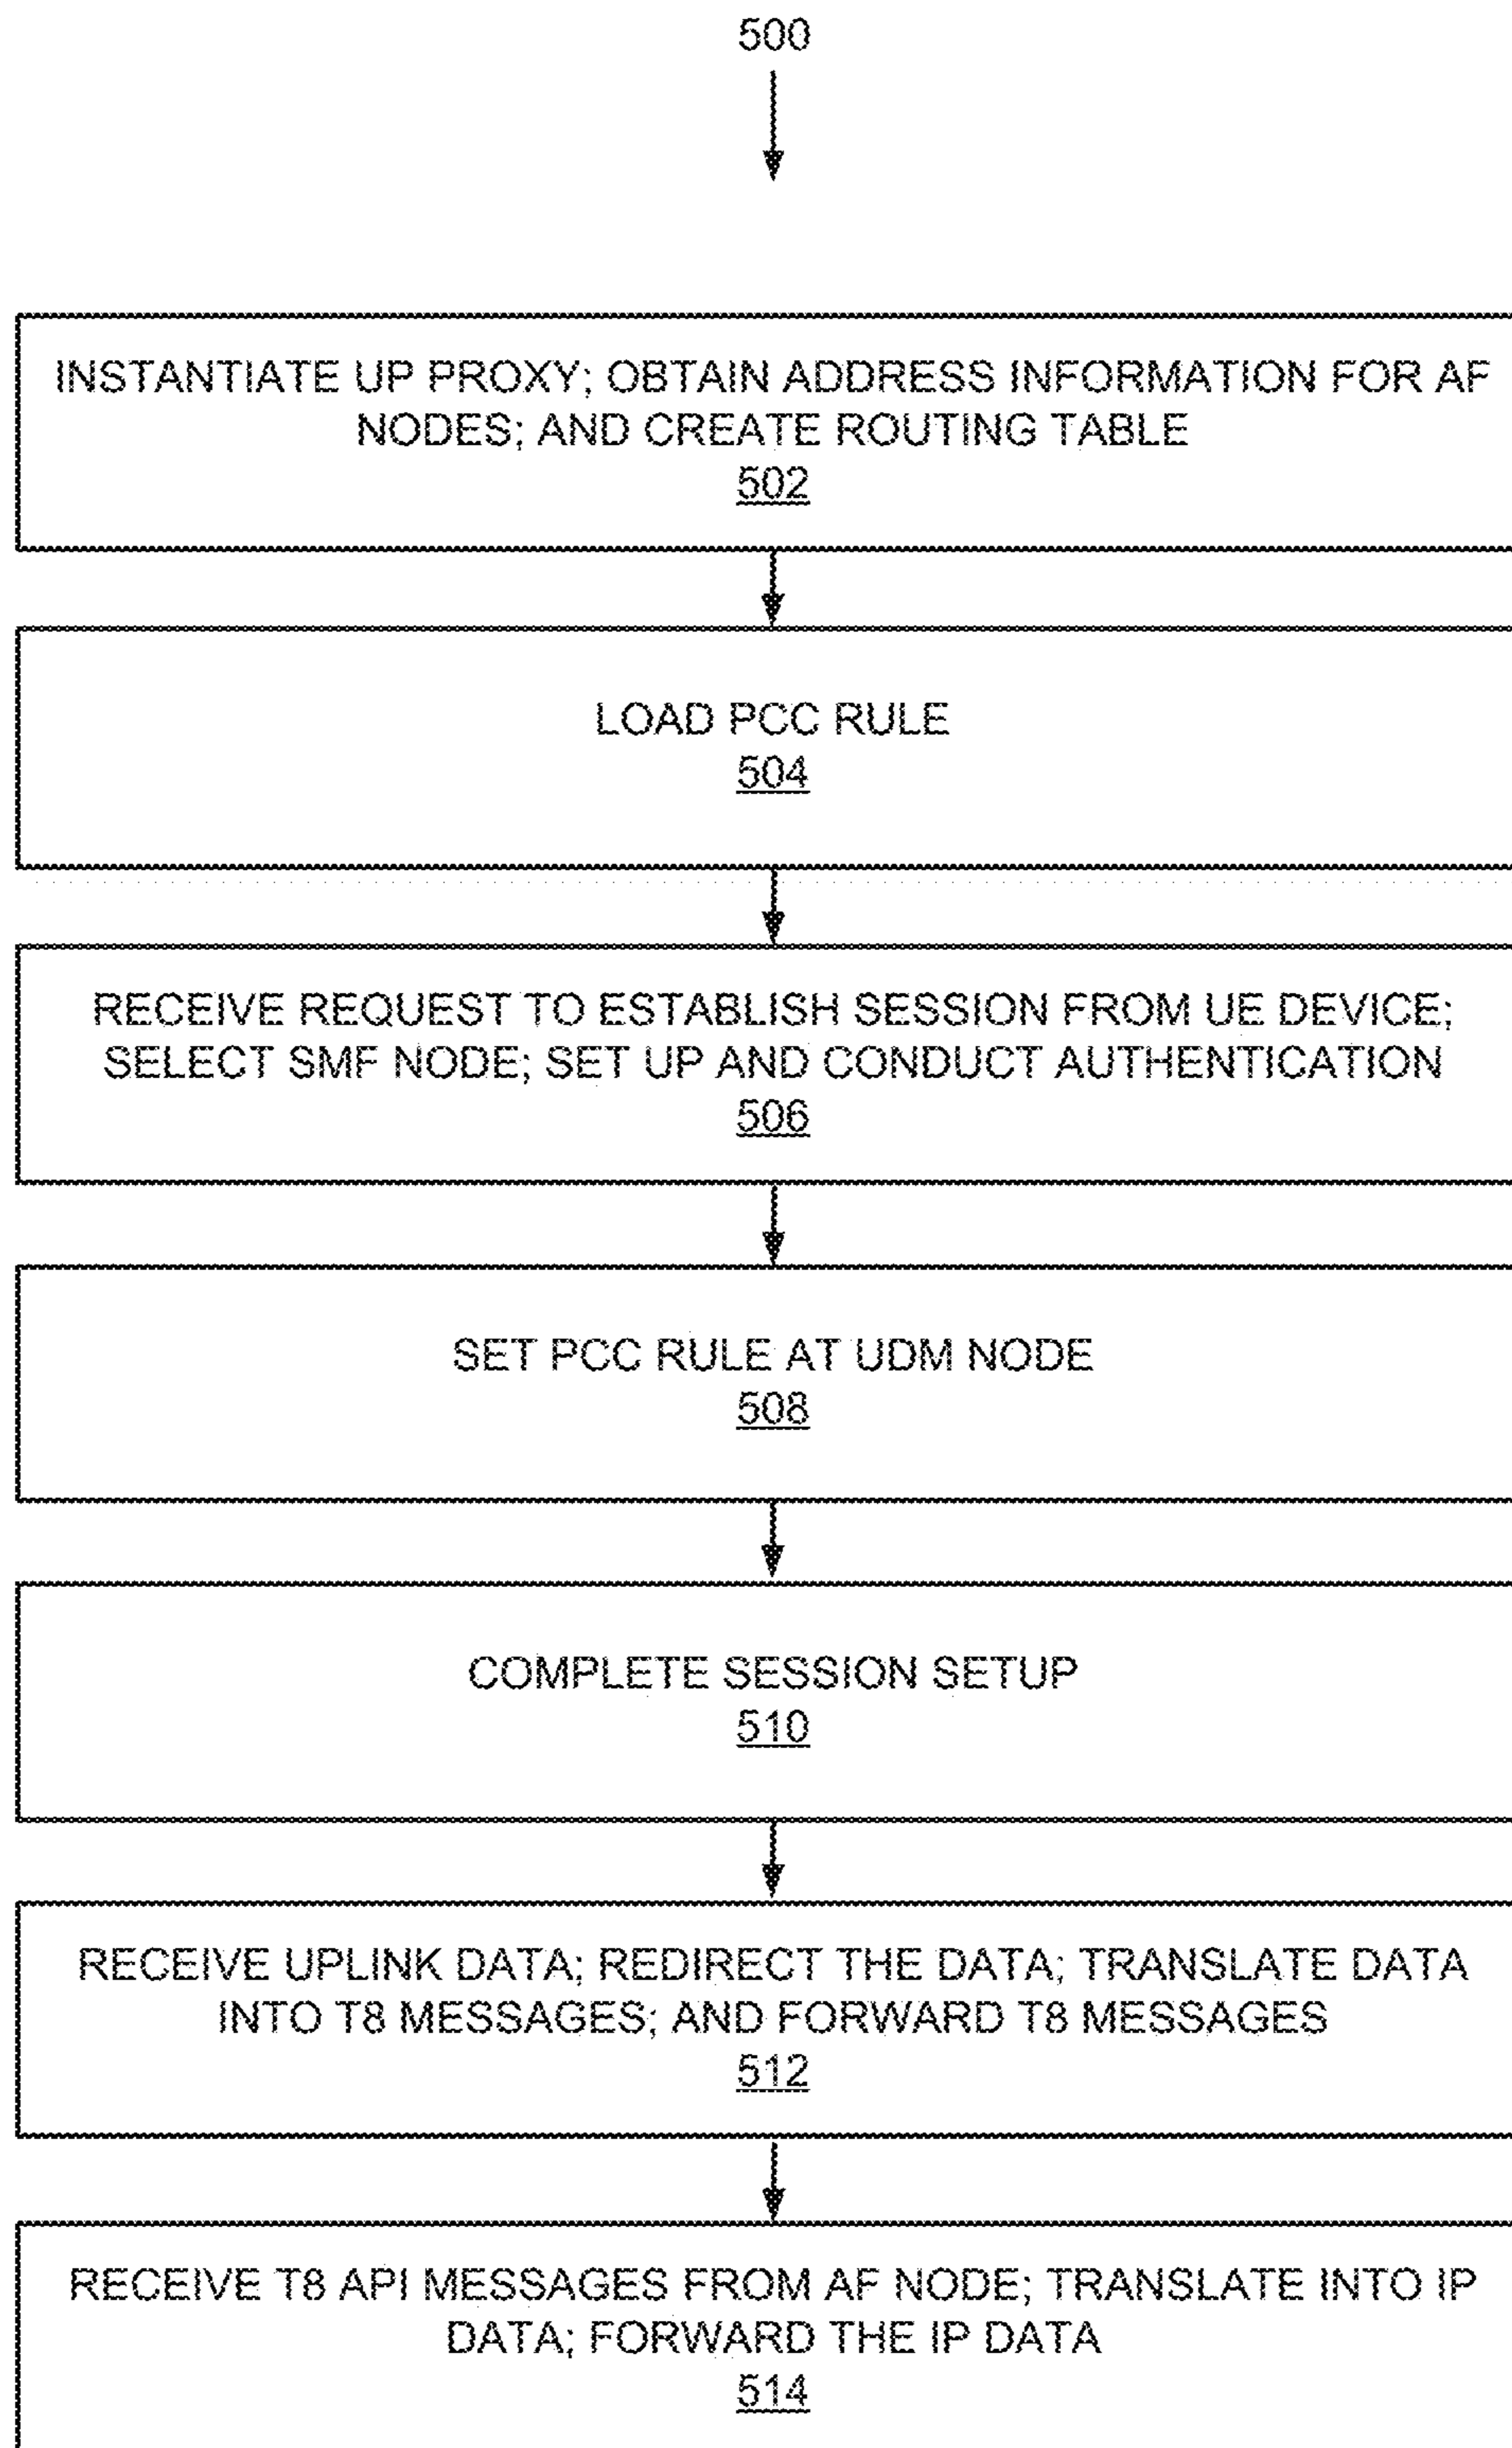 500
INSTANTIATE UP PROXY; OBTAIN ADDRESS INFORMATION FOR AF
NODES; AND CREATE ROUTING TABLE
502
LOAD PCC RULE
504
RECEIVE REQUEST TO ESTABLISH SESSION FROM UE DEVICE;
SELECT SMF NODE; SET UP AND CONDUCT AUTHENTICATION
506
SET PCC RULE AT UDM NODE
508
COMPLETE SESSION SETUP
510
RECEIVE UPLINK DATA; REDIRECT THE DATA; TRANSLATE DATA
INTO T8 MESSAGES; AND FORWARD T8 MESSAGES
512
RECEIVE T8 API MESSAGES FROM AF NODE; TRANSLATE INTO IP
DATA; FORWARD THE IP DATA
514